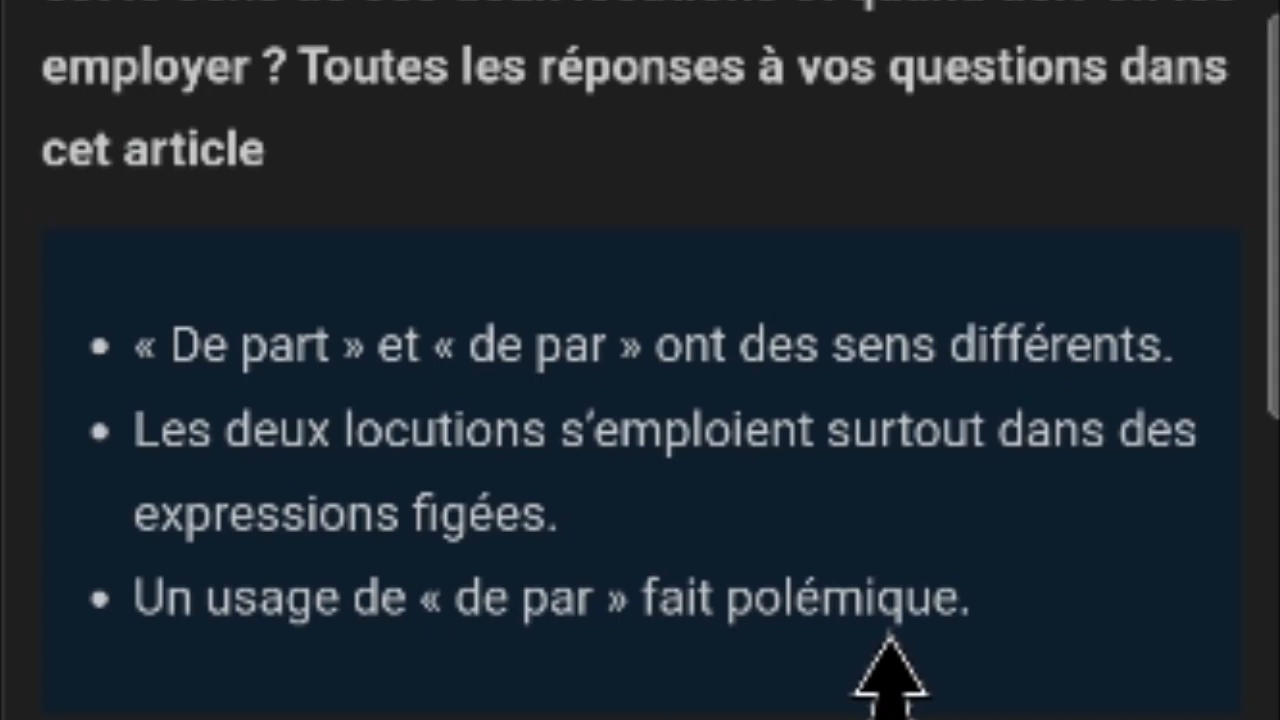 employer ? Toutes les réponses à vos questions dans
cet article
• « De part » et « de par » ont des sens différents.
• Les deux locutions s’emploient surtout dans des
expressions figées.
• Un usage de « de par » fait polémique.